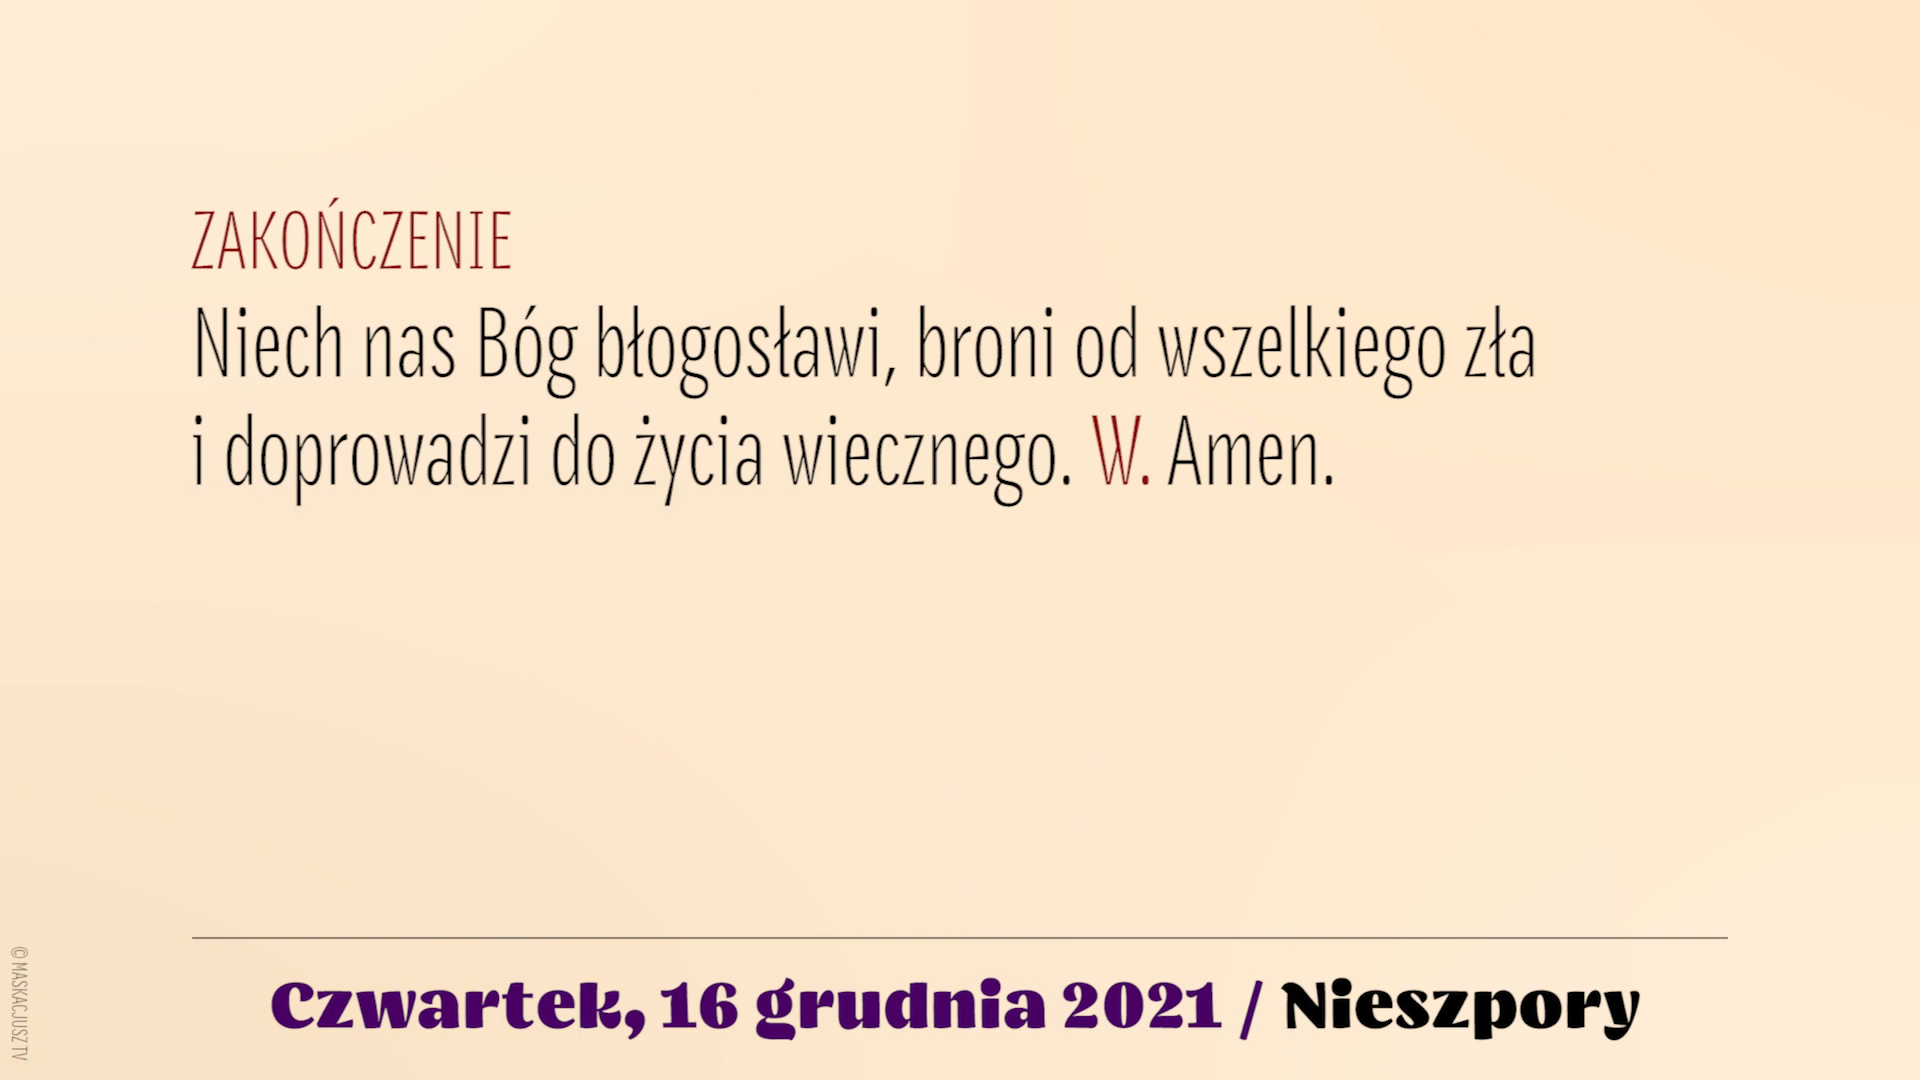 ZAKOŃCZENIE
Niech nas Bóg błogosławi, broni od wszelkiego zła
i doprowadzi do życia wiecznego. W. Amen.
Czwartek, 16 grudnia 2021 / Nieszpory
© MASKACJUSZ TV